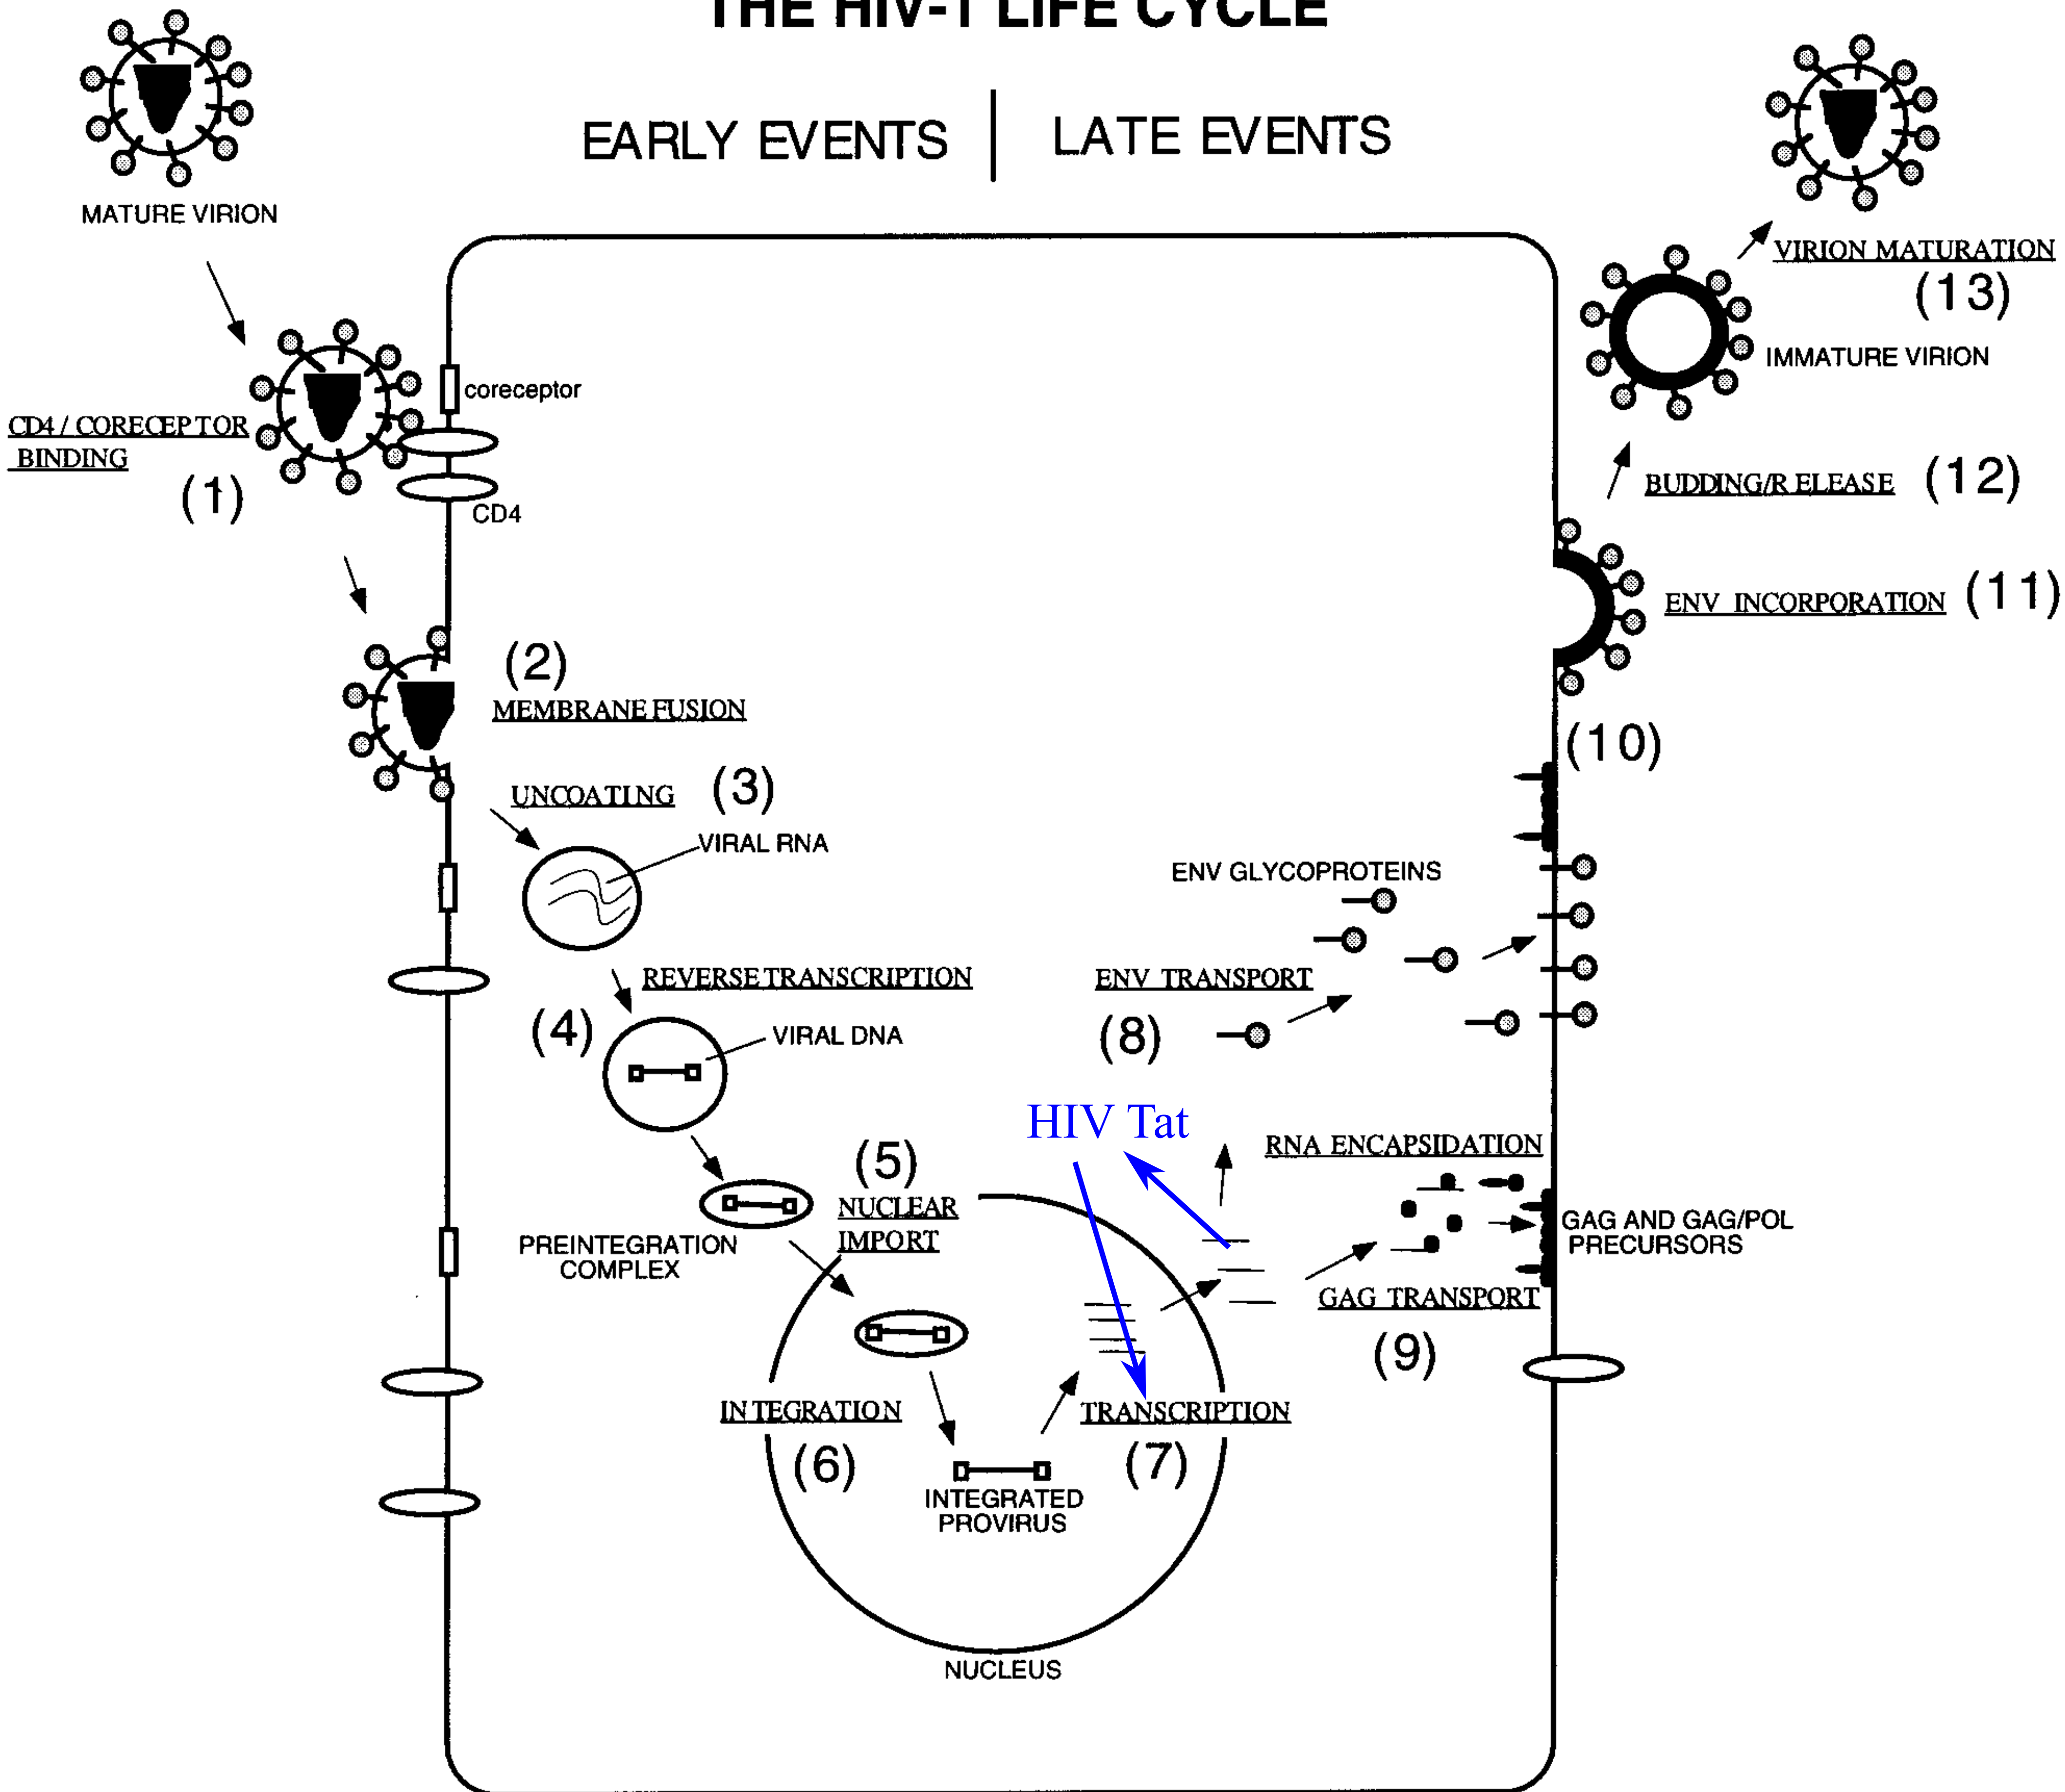 THE HIV-1 LIFE CYCLE
EARLY EVENTS
LATE EVENTS
MATURE VIRION
CD4 / CORECEPTOR
BINDING
(1)
coreceptor
CD4
(2)
MEMBRANE FUSION
UNCOATING
(3)
VIRAL RNA
REVERSE TRANSCRIPTION
(4)
VIRAL DNA
(5)
NUCLEAR
IMPORT
PREINTEGRATION
COMPLEX
INTEGRATION
(6)
INTEGRATED
PROVIRUS
NUCLEUS
TRANSCRIPTION
(7)
HIV Tat
ENV TRANSPORT
(8)
ENV GLYCOPROTEINS
RNA ENCAPSIDATION
GAG AND GAG/POL
PRECURSORS
GAG TRANSPORT
(9)
(10)
ENV INCORPORATION (11)
BUDDING/RELEASE (12)
IMMATURE VIRION
VIRION MATURATION
(13)